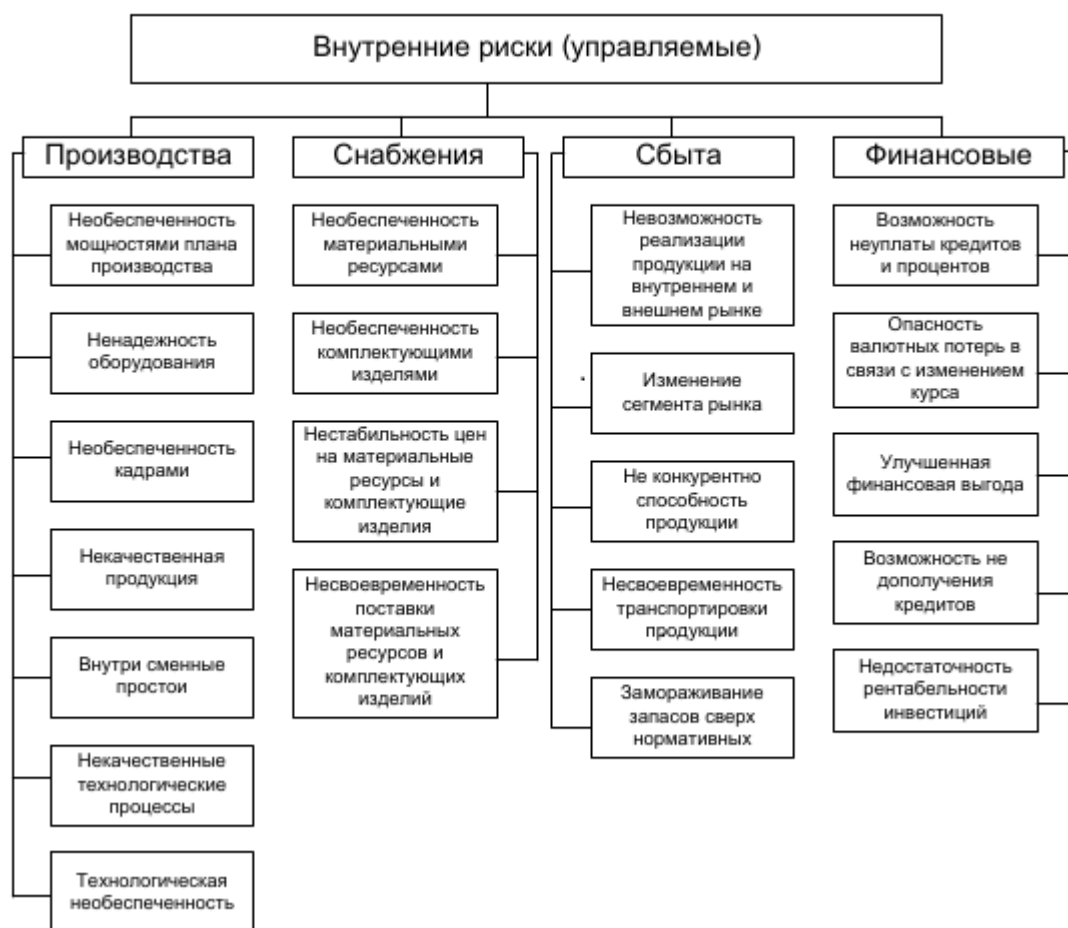 Внутренние риски (управляемые)
Производства
Необеспеченность
мощностями плана
производства
Ненадежность
оборудования
Необеспеченность
кадрами
Некачественная
продукция
Внутри сменные
простои
Некачественные
технологические
процессы
Технологическая
необеспеченность
Снабжения
Необеспеченность
материальными
ресурсами
Необеспеченность
комплектующими
изделями
Нестабильность цен
на материальные
ресурсы и
комплектующие
изделия
Несвоевременность
поставки
материальных
ресурсов и
комплектующих
изделий
Сбыта
Невозможность
реализации
продукции на
внутреннем и
внешнем рынке
Изменение
сегмента рынка
Не конкурентно
способность
продукции
Несвоевременность
транспортировки
продукции
Замораживание
запасов сверх
нормативных
Финансовые
Возможность
неуплаты кредитов
и процентов
Опасность
валютных потерь в
связи с изменением
курса
Улучшенная
финансовая выгода
Возможность не
дополучения
кредитов
Недостаточность
рентабельности
инвестиций